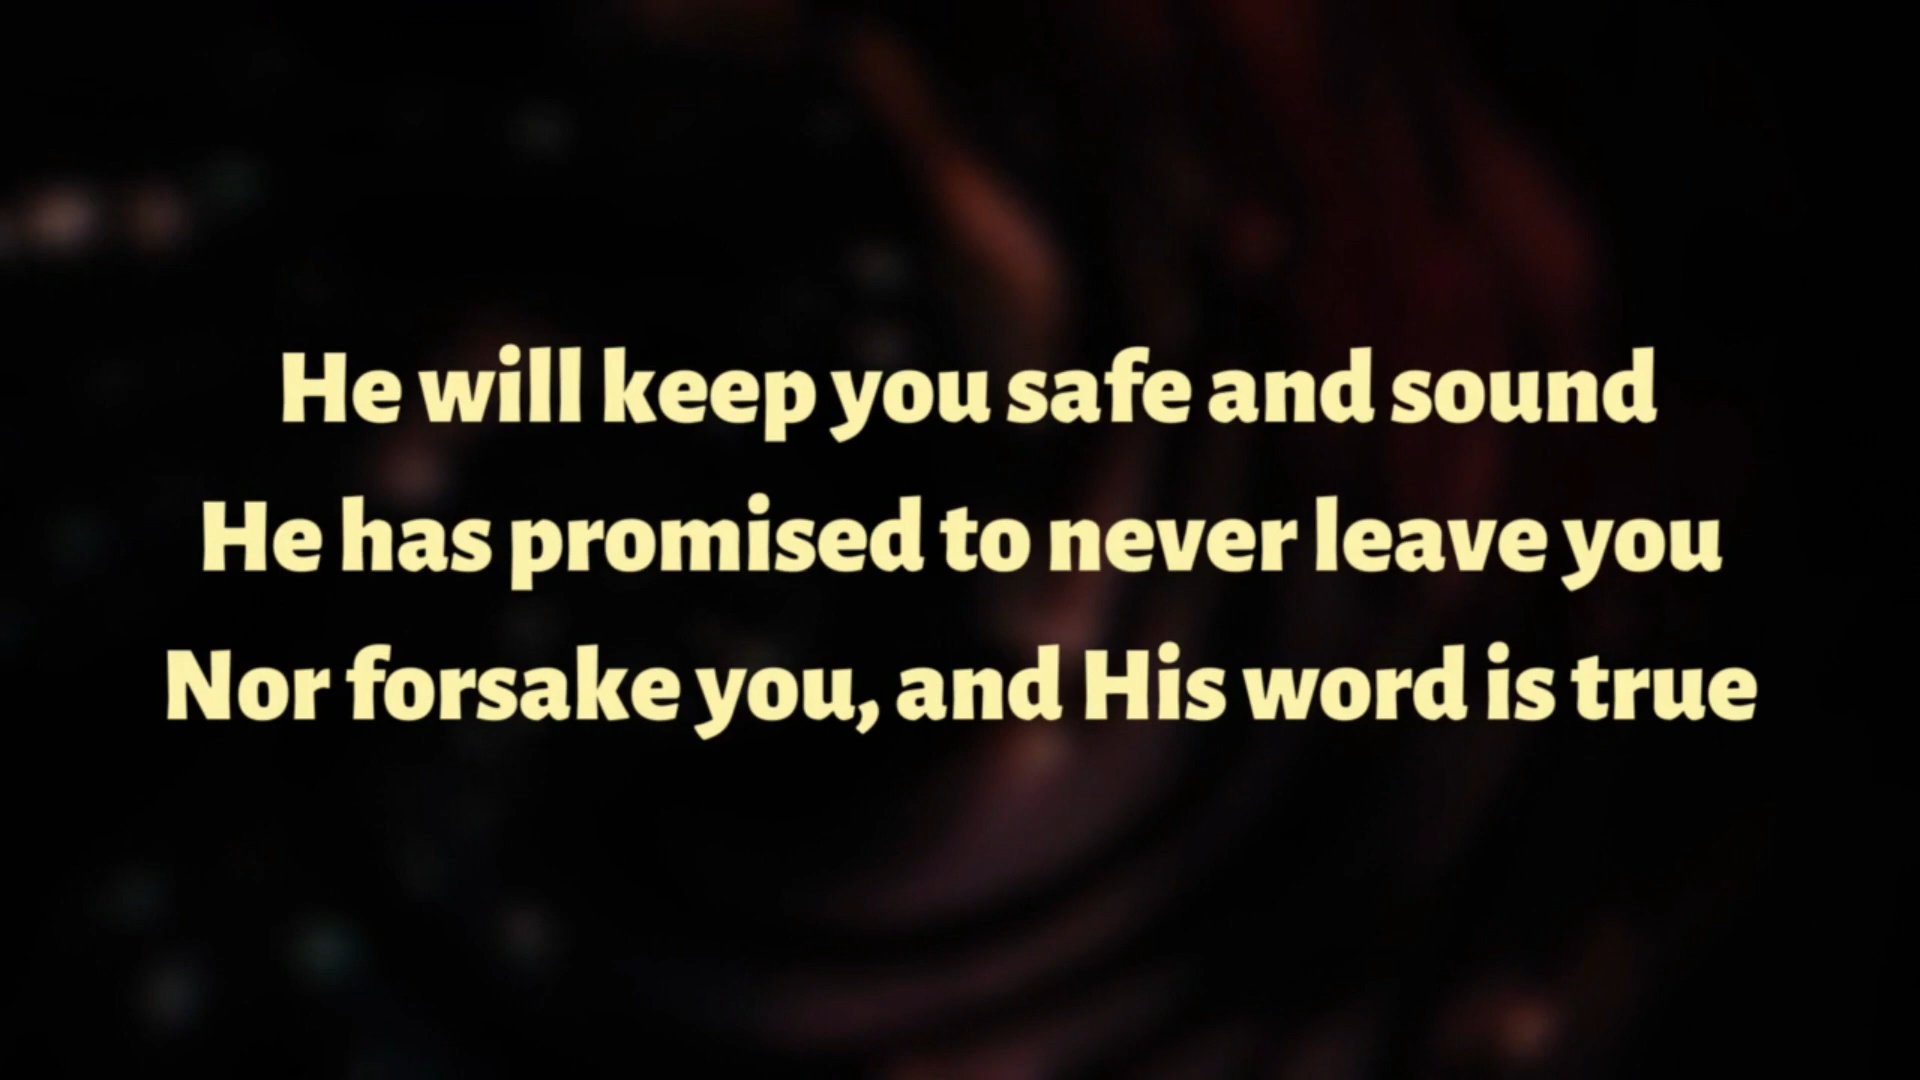 He will keep you safe and sound
He has promised to never leave you
Nor forsake you, and His word is true